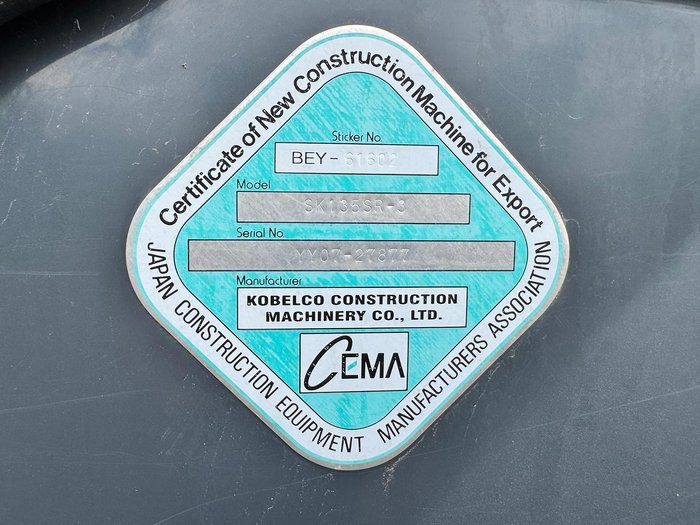 Certificate of New Construction Machine for Export
Sticker No.
BEY-61602
Model
SK135SR-3
Serial No.
YY07-27877
Manufacturer
KOBELCO CONSTRUCTION
MACHINERY CO., LTD.
CEMA
JAPAN CONSTRUCTION EQUIPMENT MANUFACTURERS ASSOCIATION